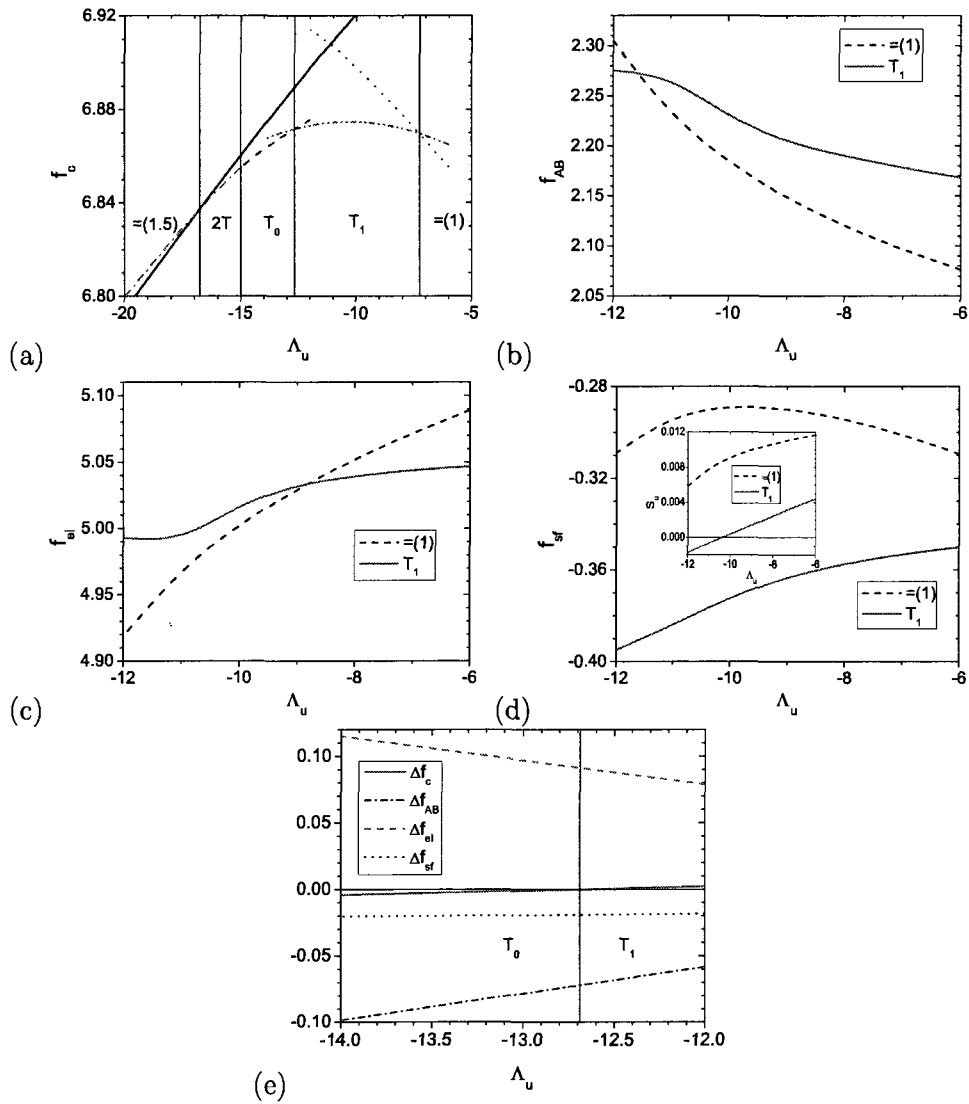 6.92
6.88
6.84
6.80
f_c
=(1.5)
2T
T_0
T_1
=(1)
-20
-15
-10
-5
Λ_u
(a)
2.30
2.25
2.20
2.15
2.10
2.05
f_AB
=(1)
T_1
-12
-10
-8
-6
Λ_u
(b)
5.10
5.05
5.00
4.95
4.90
f_el
=(1)
T_1
-12
-10
-8
-6
Λ_u
(c)
-0.28
-0.32
-0.36
-0.40
f_sf
0.012
0.008
0.004
0.000
S_u
=(1)
T_1
-12
-10
-8
-6
Λ_u
=(1)
T_1
-12
-10
-8
-6
Λ_u
(d)
0.10
0.05
0.00
-0.05
-0.10
Δf_c
Δf_AB
Δf_el
Δf_sf
T_0
T_1
-14.0
-13.5
-13.0
-12.5
-12.0
Λ_u
(e)